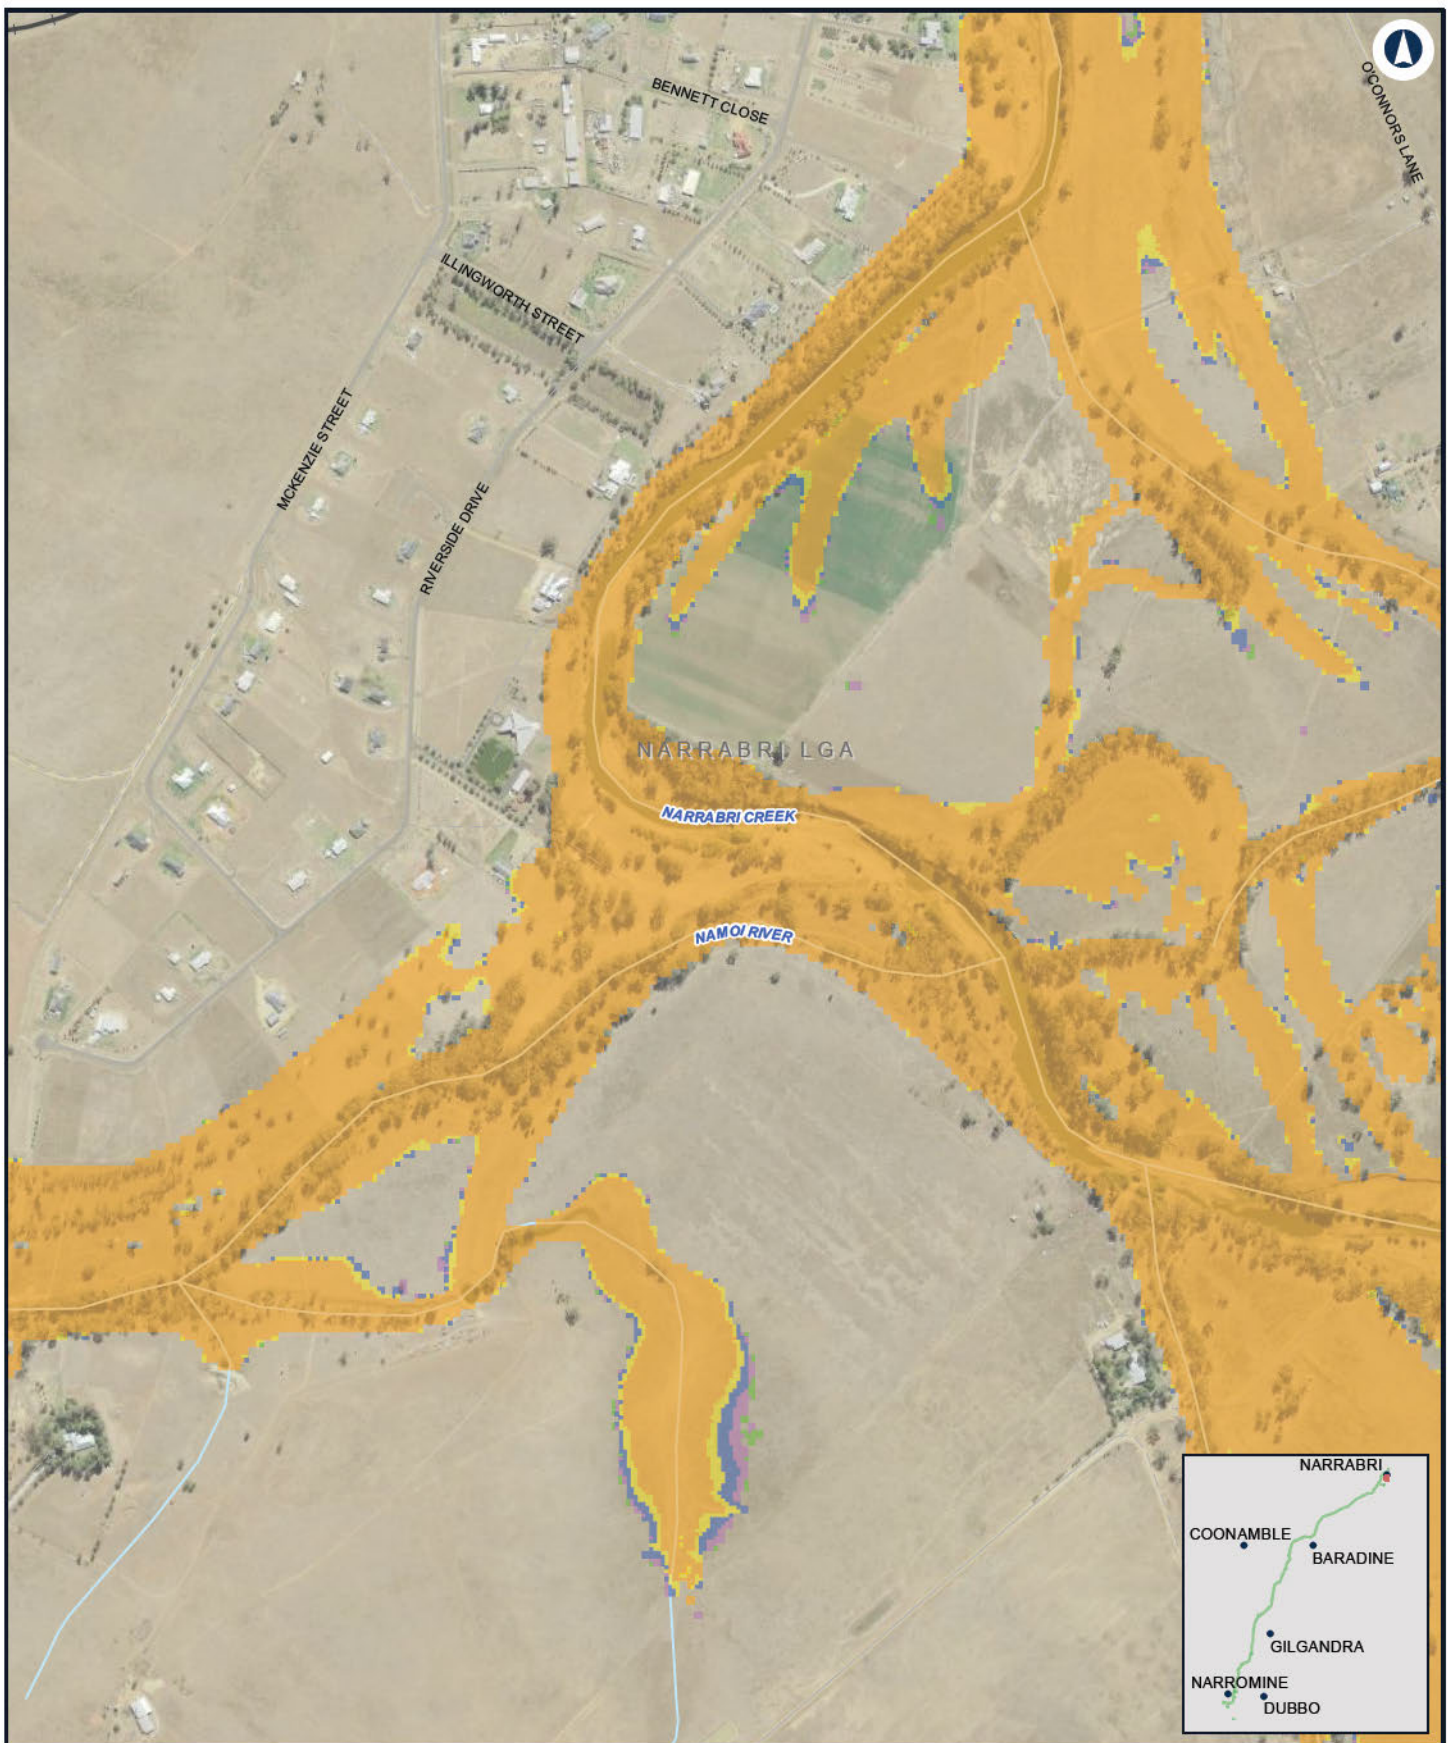 BENNETT CLOSE
O'CONNORS LANE
ILLINGWORTH STREET
MCKENZIE STREET
RIVERSIDE DRIVE
NARRABRI LGA
NARRABRI CREEK
NAMOI RIVER
NARRABRI
COONAMBLE
BARADINE
GILGANDRA
NARROMINE
DUBBO